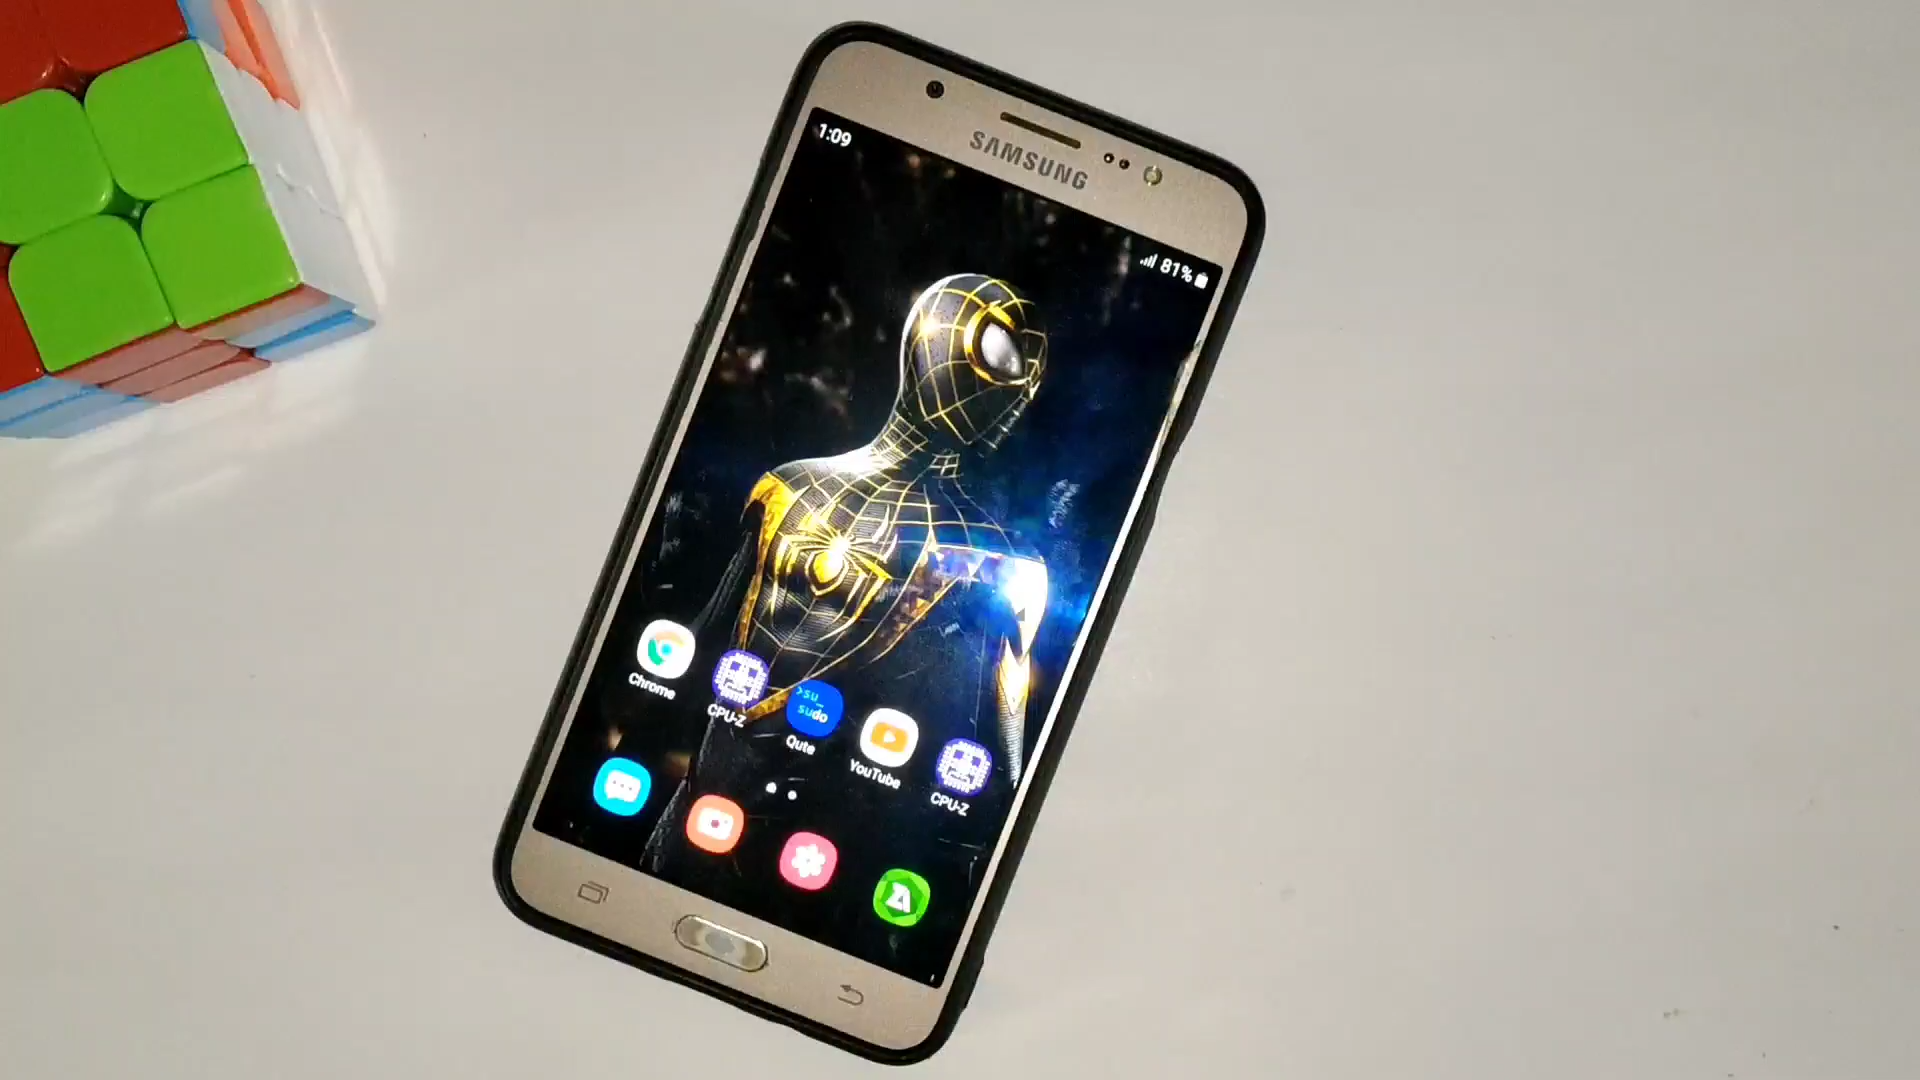 SAMSUNG
1:09
81%
Chrome
CPU-Z
>su_
sudo
Qute
YouTube
CPU-Z